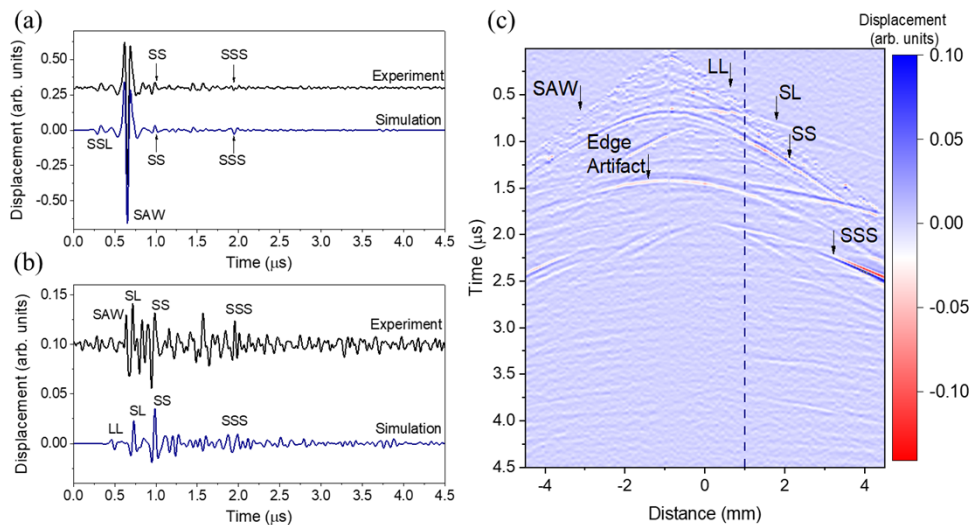 (a)
Displacement (arb. units)
0.50
0.25
0.00
-0.50
SS
SSS
Experiment
Simulation
SSL
SS
SSS
SAW
0.0 0.5 1.0 1.5 2.0 2.5 3.0 3.5 4.0 4.5
Time (μs)
(b)
Displacement (arb. units)
0.15
0.10
0.05
0.00
SAW
SL
SS
SSS
Experiment
LL
SL
SS
SSS
Simulation
0.0 0.5 1.0 1.5 2.0 2.5 3.0 3.5 4.0 4.5
Time (μs)
(c)
Time (μs)
0.5
1.0
1.5
2.0
2.5
3.0
3.5
4.0
4.5
SAW
LL
SL
SS
Edge
Artifact
SSS
-4 -2 0 2 4
Distance (mm)
Displacement
(arb. units)
0.10
0.05
0.00
-0.05
-0.10